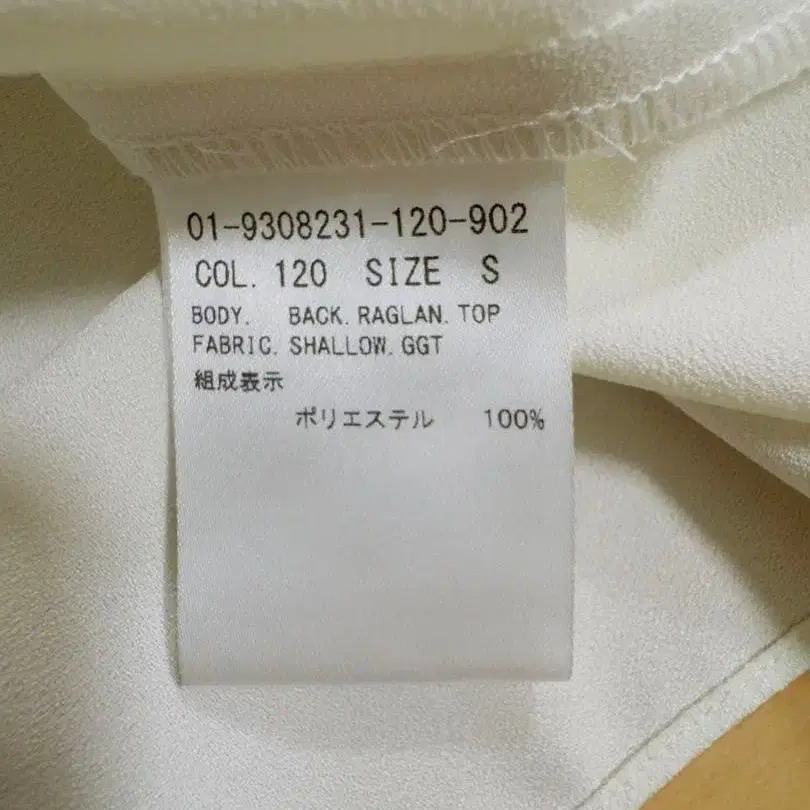 01-9308231-120-902
COL. 120 SIZE S
BODY. BACK. RAGLAN. TOP
FABRIC. SHALLOW. GGT
組成表示
ポリエステル 100%